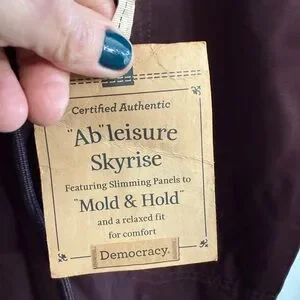 Certified Authentic
"Ab"leisure
Skyrise
Featuring Slimming Panels to
"Mold & Hold"
and a relaxed fit
for comfort
Democracy.